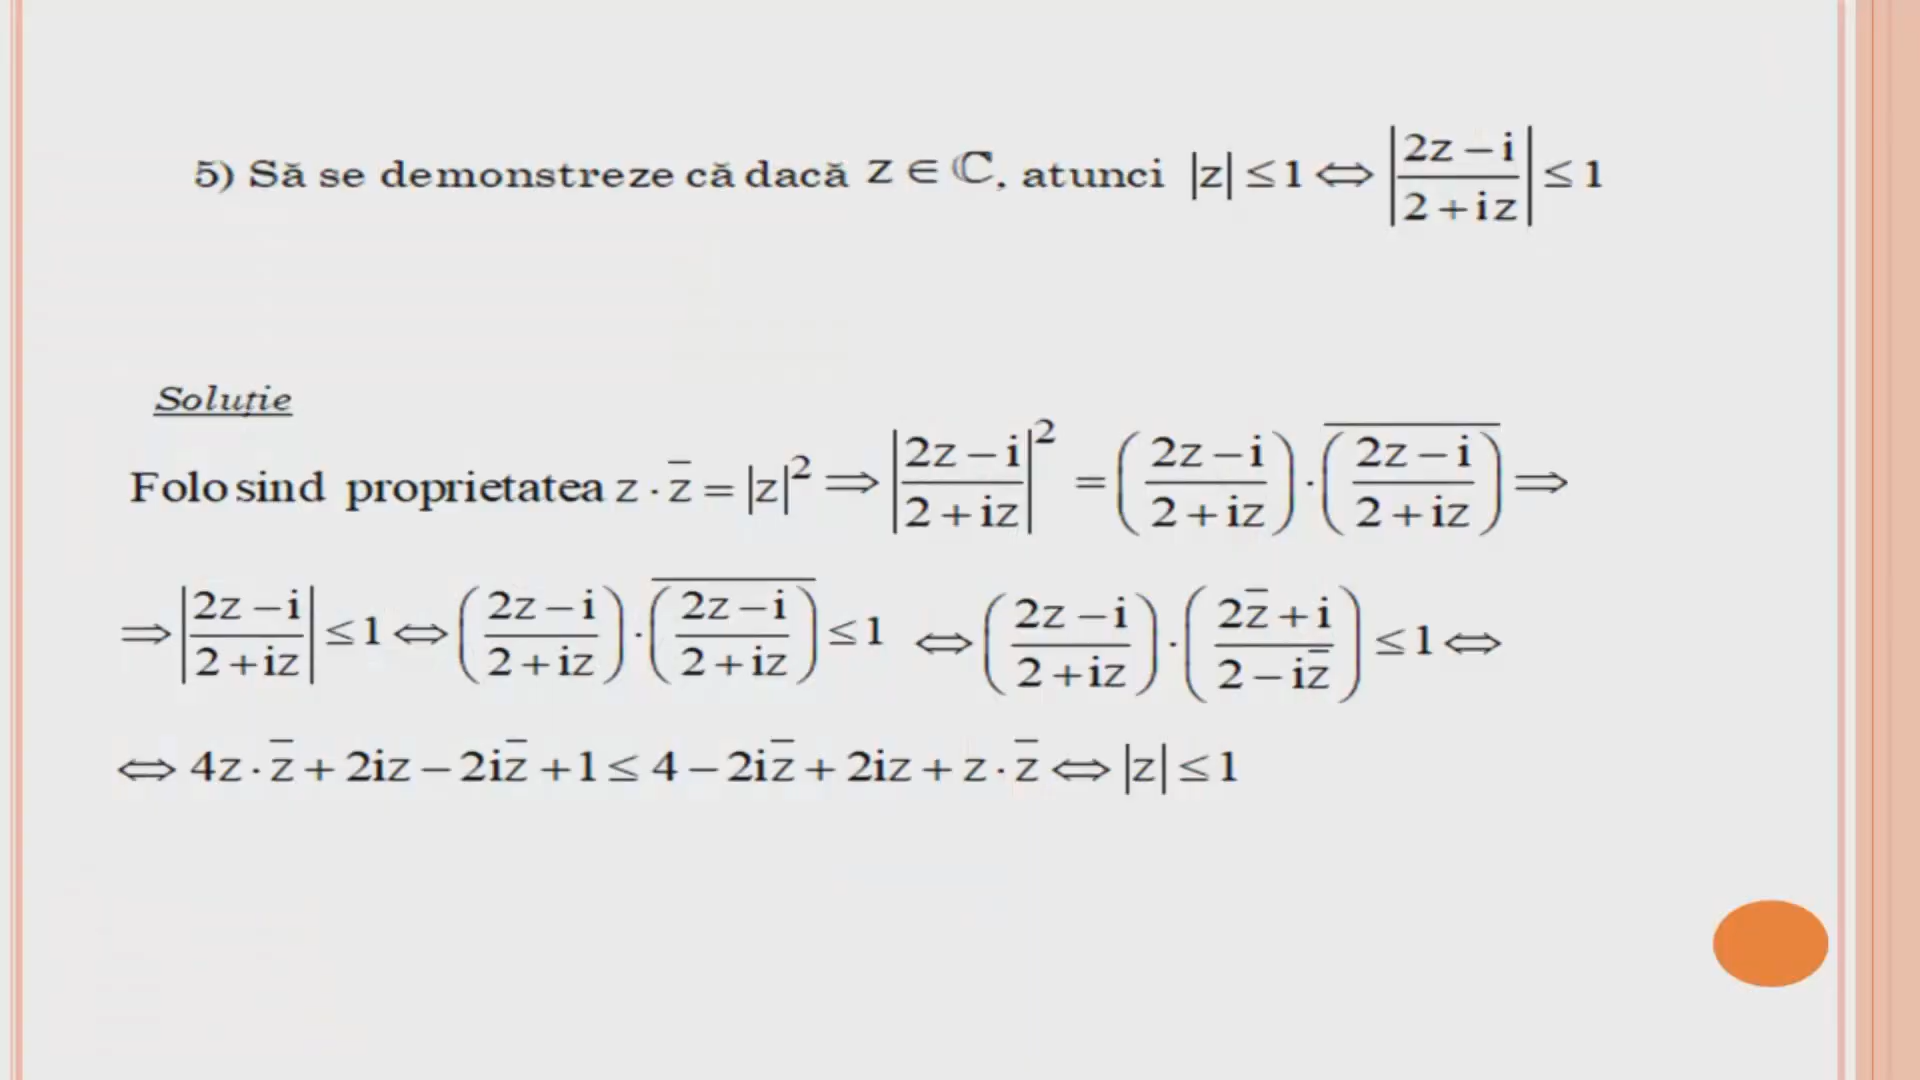 5) Să se demonstreze că dacă z ∈ ℂ, atunci |z| ≤ 1 ⇔ |(2z − i)/(2 + iz)| ≤ 1
Soluție
Folosind proprietatea z · z̄ = |z|² ⇒ |(2z − i)/(2 + iz)|² = ((2z − i)/(2 + iz)) · \overline{((2z − i)/(2 + iz))} ⇒
⇒ |(2z − i)/(2 + iz)| ≤ 1 ⇔ ((2z − i)/(2 + iz)) · \overline{((2z − i)/(2 + iz))} ≤ 1 ⇔ ((2z − i)/(2 + iz)) · ((2z̄ + i)/(2 − iz̄)) ≤ 1 ⇔
⇔ 4z · z̄ + 2iz − 2iz̄ + 1 ≤ 4 − 2iz̄ + 2iz + z · z̄ ⇔ |z| ≤ 1